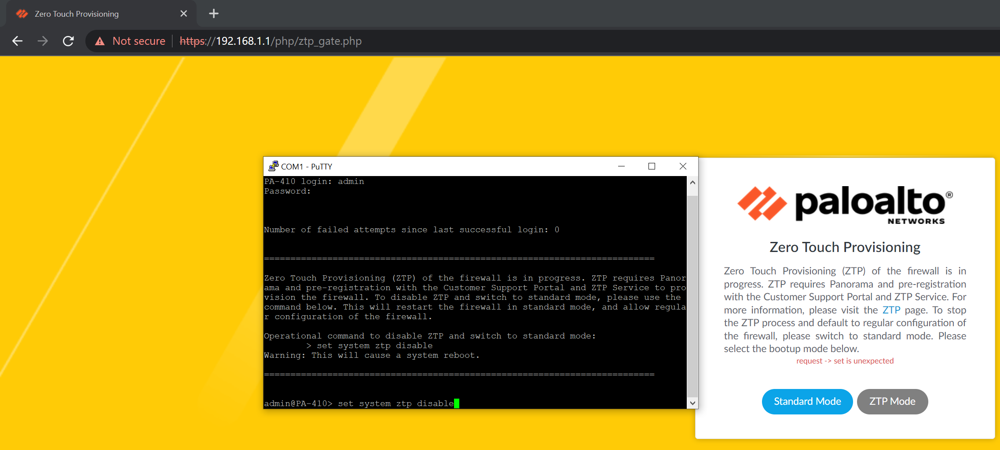 Zero Touch Provisioning
Not secure https://192.168.1.1/php/ztp_gate.php
COM1 - PuTTY
PA-410 login: admin
Password:
Number of failed attempts since last successful login: 0
==========================================================================
Zero Touch Provisioning (ZTP) of the firewall is in progress. ZTP requires Panor
ama and pre-registration with the Customer Support Portal and ZTP Service to pro
vision the firewall. To disable ZTP and switch to standard mode, please use the
command below. This will restart the firewall in standard mode, and allow regula
r configuration of the firewall.
Operational command to disable ZTP and switch to standard mode:
> set system ztp disable
Warning: This will cause a system reboot.
==========================================================================
admin@PA-410> set system ztp disable
paloalto®
NETWORKS
Zero Touch Provisioning
Zero Touch Provisioning (ZTP) of the firewall is in
progress. ZTP requires Panorama and pre-registration
with the Customer Support Portal and ZTP Service. For
more information, please visit the ZTP page. To stop
the ZTP process and default to regular configuration of
the firewall, please switch to standard mode. Please
select the bootup mode below.
request -> set is unexpected
Standard Mode ZTP Mode